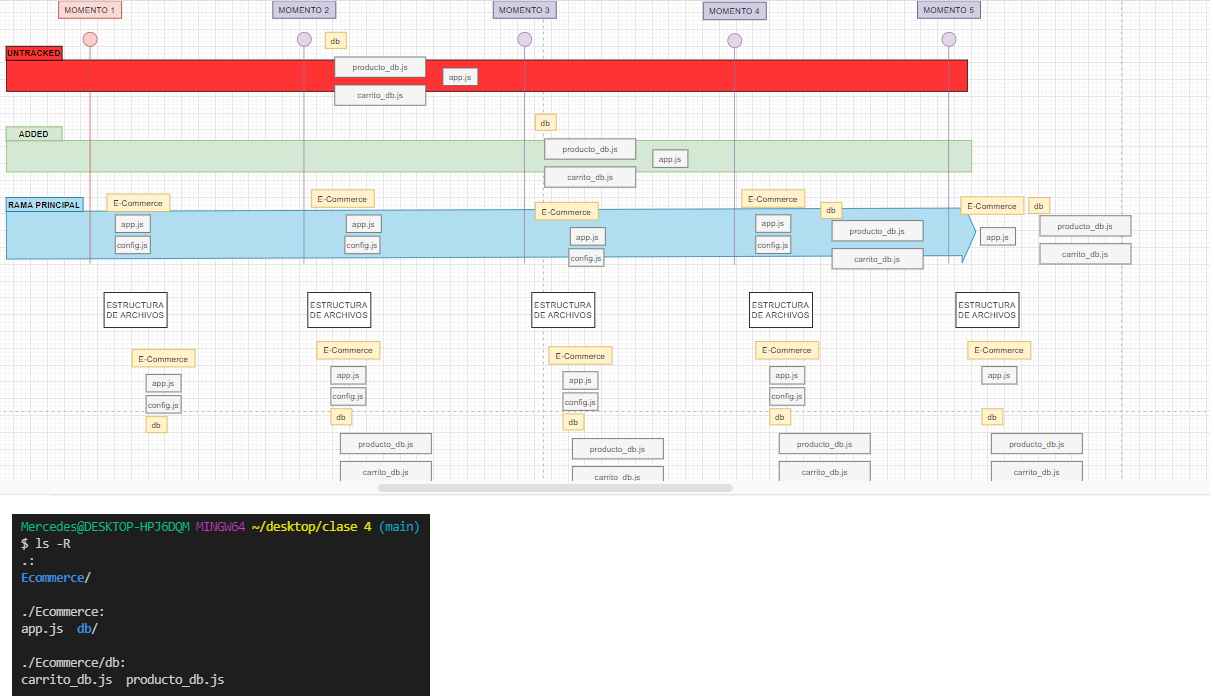 MOMENTO 1
MOMENTO 2
MOMENTO 3
MOMENTO 4
MOMENTO 5
UNTRACKED
db
producto_db.js
carrito_db.js
app.js
ADDED
db
producto_db.js
carrito_db.js
app.js
RAMA PRINCIPAL
E-Commerce
app.js
config.js
E-Commerce
app.js
config.js
E-Commerce
app.js
config.js
E-Commerce
app.js
config.js
db
producto_db.js
carrito_db.js
E-Commerce
app.js
db
producto_db.js
carrito_db.js
ESTRUCTURA
DE ARCHIVOS
ESTRUCTURA
DE ARCHIVOS
ESTRUCTURA
DE ARCHIVOS
ESTRUCTURA
DE ARCHIVOS
ESTRUCTURA
DE ARCHIVOS
E-Commerce
app.js
config.js
db
E-Commerce
app.js
config.js
db
producto_db.js
carrito_db.js
E-Commerce
app.js
config.js
db
producto_db.js
carrito_db.js
E-Commerce
app.js
config.js
db
producto_db.js
carrito_db.js
E-Commerce
app.js
db
producto_db.js
carrito_db.js
Mercedes@DESKTOP-HPJ6DQM MINGW64 ~/desktop/clase 4 (main)
$ ls -R
.:
Ecommerce/
./Ecommerce:
app.js db/
./Ecommerce/db:
carrito_db.js producto_db.js